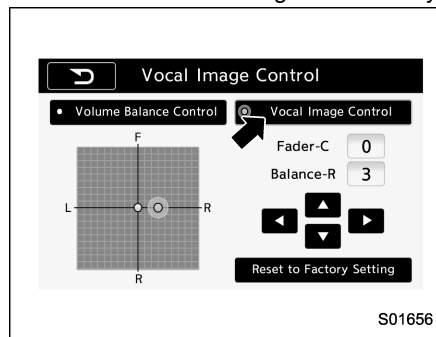 Vocal Image Control
Volume Balance Control
Vocal Image Control
F
L
R
R
Fader-C 0
Balance-R 3
Reset to Factory Setting
S01656